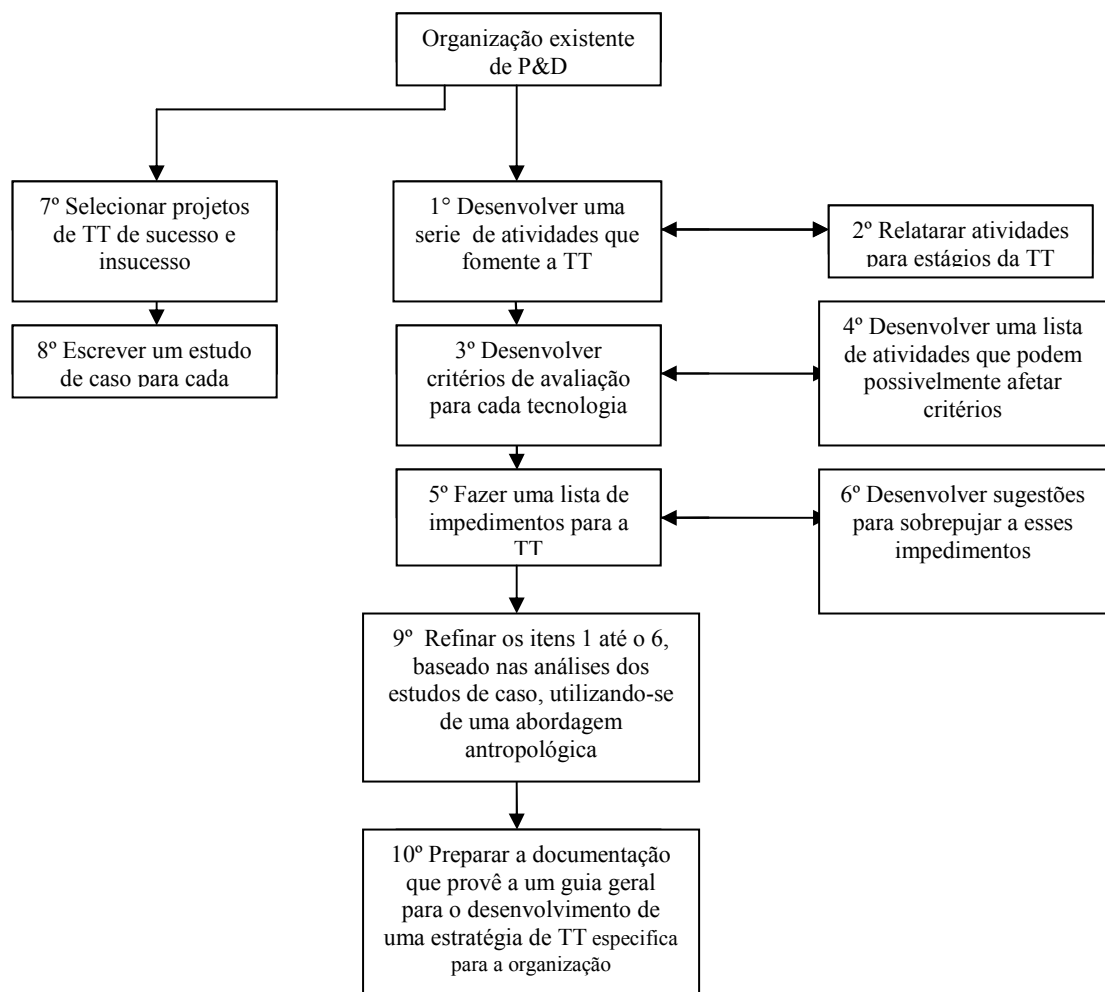 Organização existente
de P&D
7º Selecionar projetos
de TT de sucesso e
insucesso
1° Desenvolver uma
serie de atividades que
fomente a TT
2º Relatarar atividades
para estágios da TT
8º Escrever um estudo
de caso para cada
3º Desenvolver
critérios de avaliação
para cada tecnologia
4º Desenvolver uma lista
de atividades que podem
possivelmente afetar
critérios
5º Fazer uma lista de
impedimentos para a
TT
6º Desenvolver sugestões
para sobrepujar a esses
impedimentos
9º Refinar os itens 1 até o 6,
baseado nas análises dos
estudos de caso, utilizando-se
de uma abordagem
antropológica
10º Preparar a documentação
que provê a um guia geral
para o desenvolvimento de
uma estratégia de TT especifica
para a organização